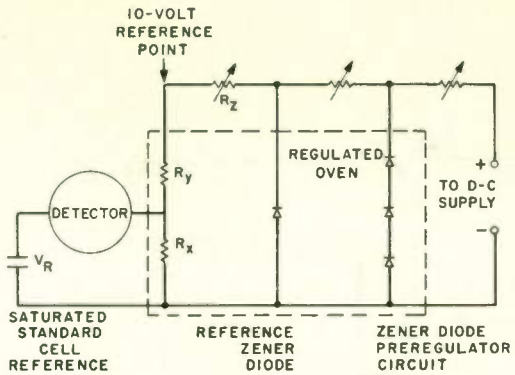 10-VOLT
REFERENCE
POINT
Rz
REGULATED
OVEN
+
TO D-C
SUPPLY
−
Ry
DETECTOR
Rx
VR
SATURATED
STANDARD
CELL
REFERENCE
REFERENCE
ZENER
DIODE
ZENER DIODE
PREREGULATOR
CIRCUIT